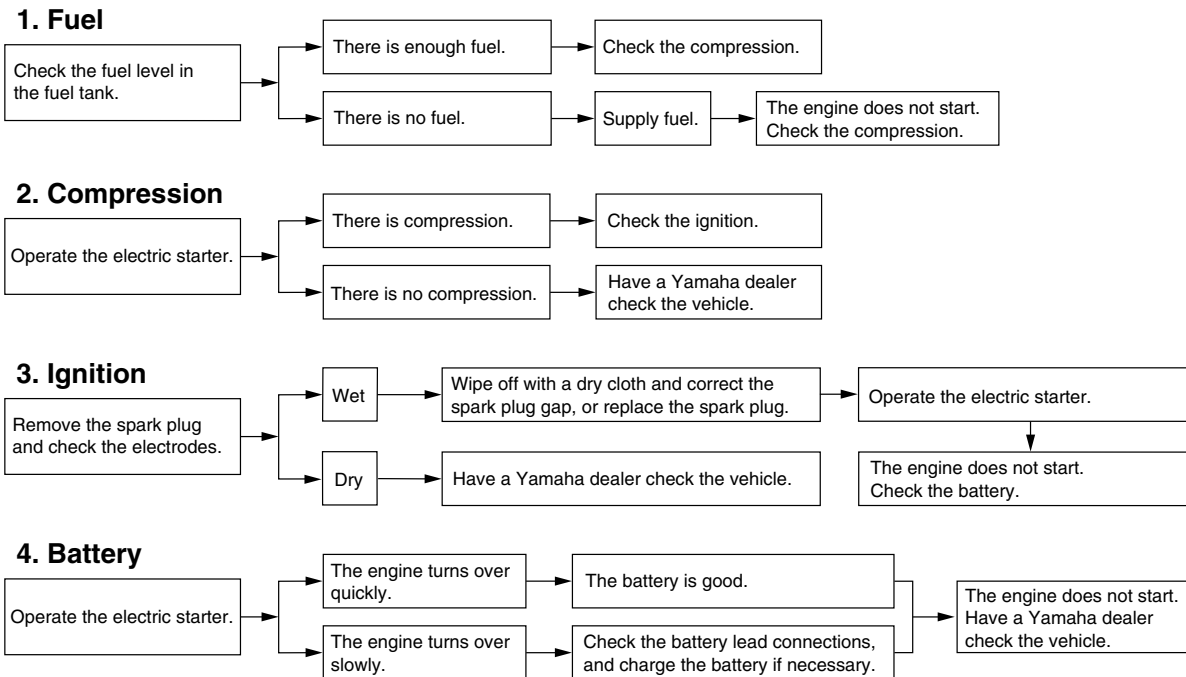 1. Fuel
Check the fuel level in
the fuel tank.
There is enough fuel.
Check the compression.
There is no fuel.
Supply fuel.
The engine does not start.
Check the compression.
2. Compression
Operate the electric starter.
There is compression.
Check the ignition.
There is no compression.
Have a Yamaha dealer
check the vehicle.
3. Ignition
Remove the spark plug
and check the electrodes.
Wet
Wipe off with a dry cloth and correct the
spark plug gap, or replace the spark plug.
Operate the electric starter.
The engine does not start.
Check the battery.
Dry
Have a Yamaha dealer check the vehicle.
4. Battery
Operate the electric starter.
The engine turns over
quickly.
The battery is good.
The engine turns over
slowly.
Check the battery lead connections,
and charge the battery if necessary.
The engine does not start.
Have a Yamaha dealer
check the vehicle.